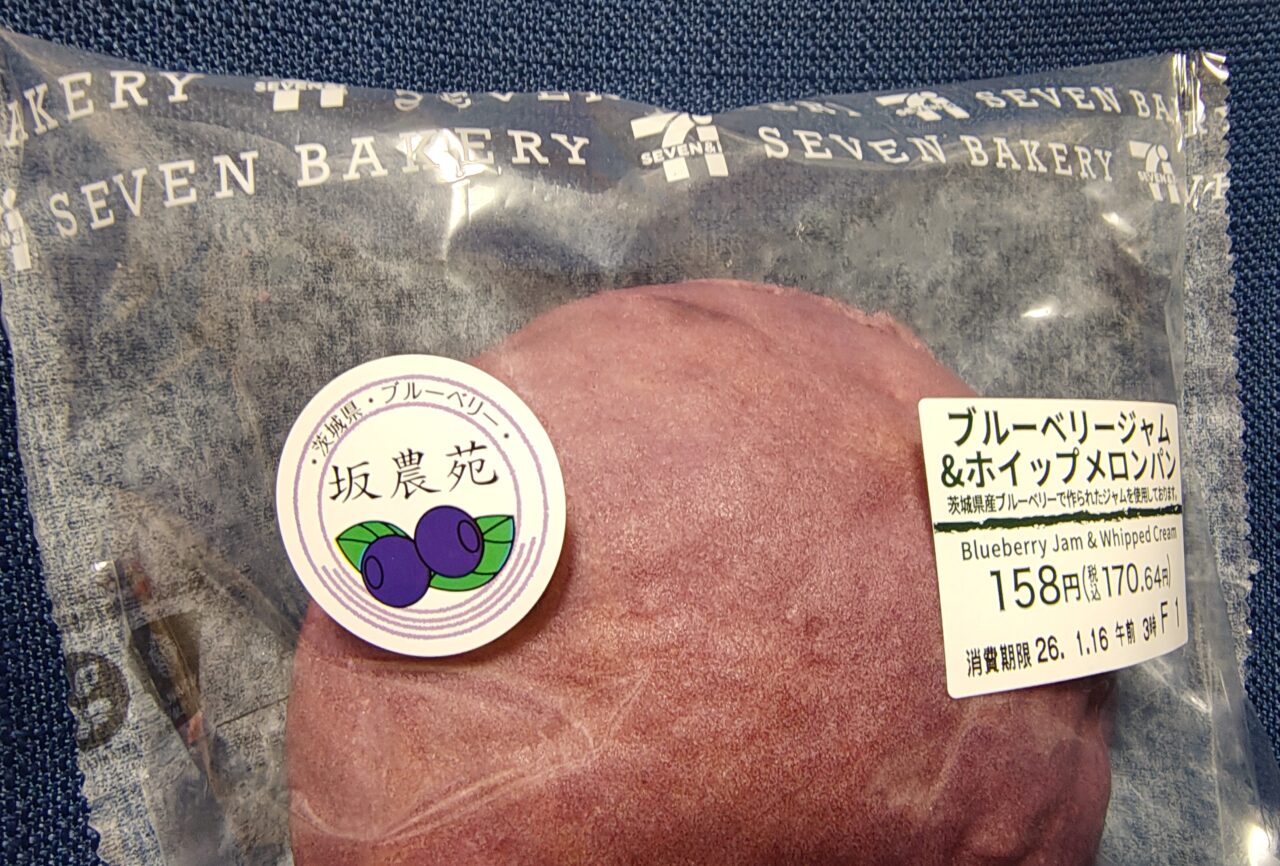 AKERY
SEVEN
SEVEN BA
SEVEN BAKERY
SEVEN&i
SEVEN BAKERY
・茨城県・ブルーベリー・
坂農苑
ブルーベリージャム
&ホイップメロンパン
茨城県産ブルーベリーで作られたジャムを使用しております。
Blueberry Jam & Whipped Cream
158円(税込170.64円)
消費期限 26. 1.16 午前 3時 F 1